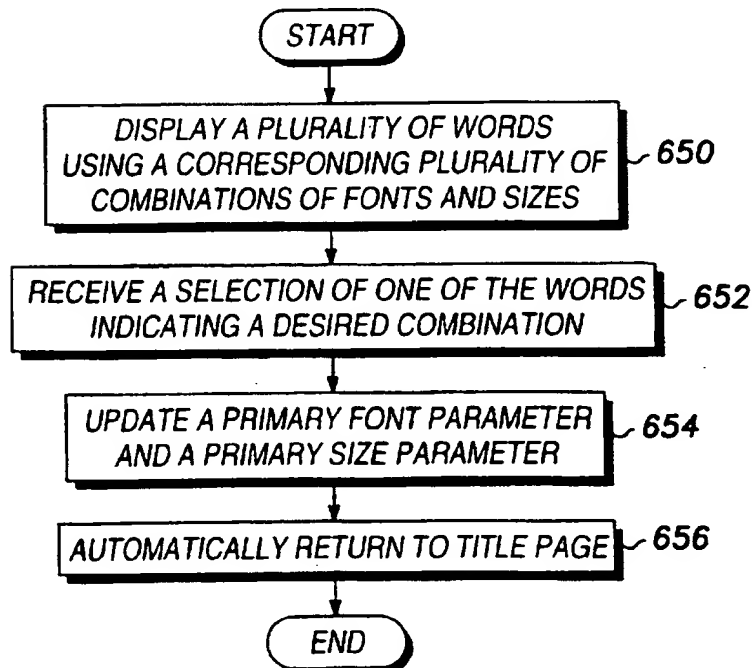 START
DISPLAY A PLURALITY OF WORDS
USING A CORRESPONDING PLURALITY OF
COMBINATIONS OF FONTS AND SIZES
650
RECEIVE A SELECTION OF ONE OF THE WORDS
INDICATING A DESIRED COMBINATION
652
UPDATE A PRIMARY FONT PARAMETER
AND A PRIMARY SIZE PARAMETER
654
AUTOMATICALLY RETURN TO TITLE PAGE
656
END